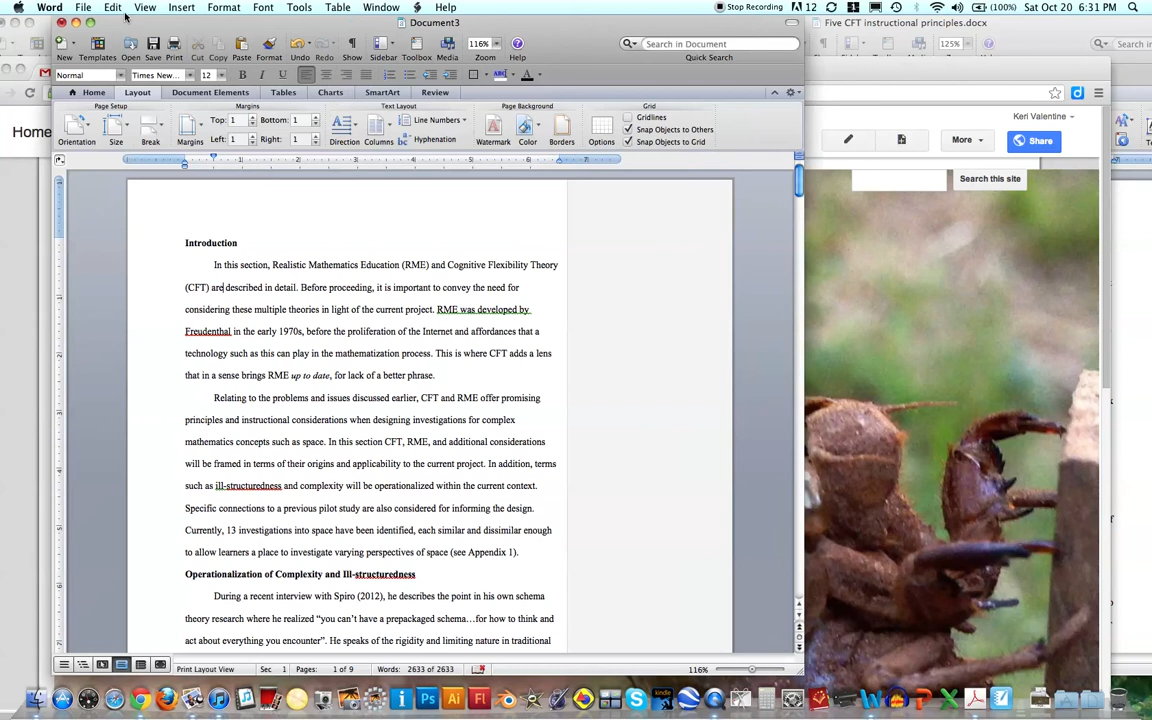 Word File Edit View Insert Format Font Tools Table Window Help
Stop Recording 12 Sat Oct 20 6:31 PM
Document3
Five CFT instructional principles.docx
New Templates Open Save Print Cut Copy Paste Format Undo Redo Show Sidebar Toolbox Media Zoom Help
116%
Search in Document
Quick Search
125%
Search in
Normal Times New... 12 B I U
Home Layout Document Elements Tables Charts SmartArt Review
Page Setup Margins Text Layout Page Background Grid
Top: 1 Bottom: 1 Line Numbers Gridlines
Snap Objects to Others
Left: 1 Right: 1 Hyphenation
Orientation Size Break Margins Direction Columns Watermark Color Borders Options Snap Objects to Grid
Keri Valentine
More Share
Search this site
Home
Introduction
In this section, Realistic Mathematics Education (RME) and Cognitive Flexibility Theory
(CFT) are described in detail. Before proceeding, it is important to convey the need for
considering these multiple theories in light of the current project. RME was developed by
Freudenthal in the early 1970s, before the proliferation of the Internet and affordances that a
technology such as this can play in the mathematization process. This is where CFT adds a lens
that in a sense brings RME up to date, for lack of a better phrase.
Relating to the problems and issues discussed earlier, CFT and RME offer promising
principles and instructional considerations when designing investigations for complex
mathematics concepts such as space. In this section CFT, RME, and additional considerations
will be framed in terms of their origins and applicability to the current project. In addition, terms
such as ill-structuredness and complexity will be operationalized within the current context.
Specific connections to a previous pilot study are also considered for informing the design.
Currently, 13 investigations into space have been identified, each similar and dissimilar enough
to allow learners a place to investigate varying perspectives of space (see Appendix 1).
Operationalization of Complexity and Ill-structuredness
During a recent interview with Spiro (2012), he describes the point in his own schema
theory research where he realized “you can’t have a prepackaged schema…for how to think and
act about everything you encounter”. He speaks of the rigidity and limiting nature in traditional
Print Layout View Sec 1 Pages: 1 of 9 Words: 2633 of 2633 116%